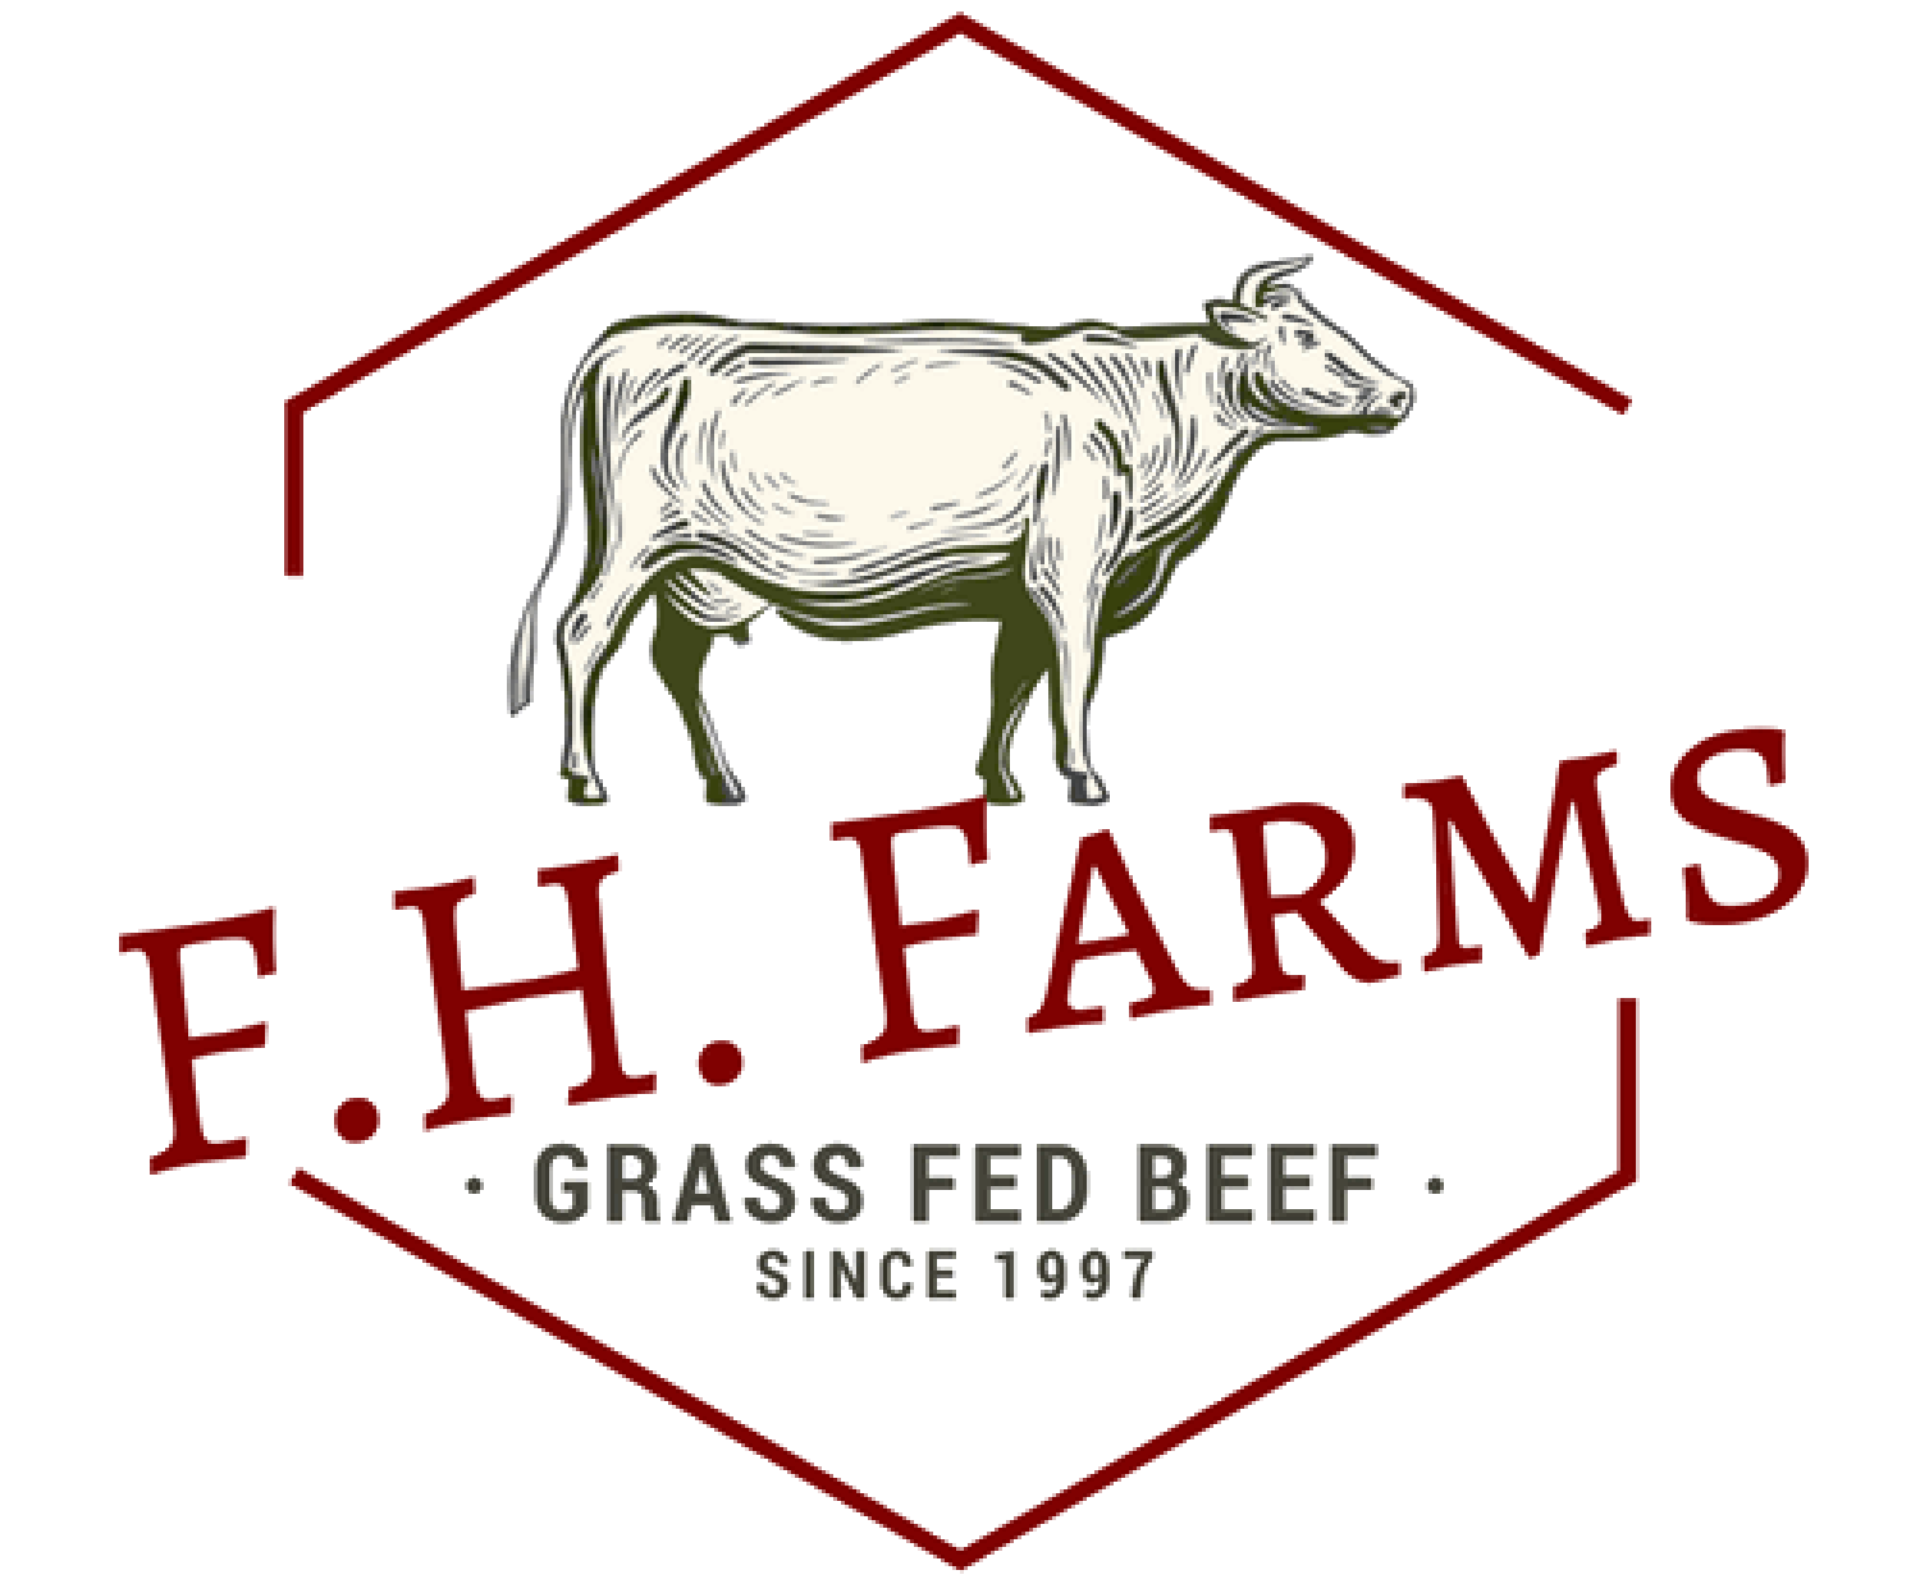 F.H. FARMS
· GRASS FED BEEF ·
SINCE 1997